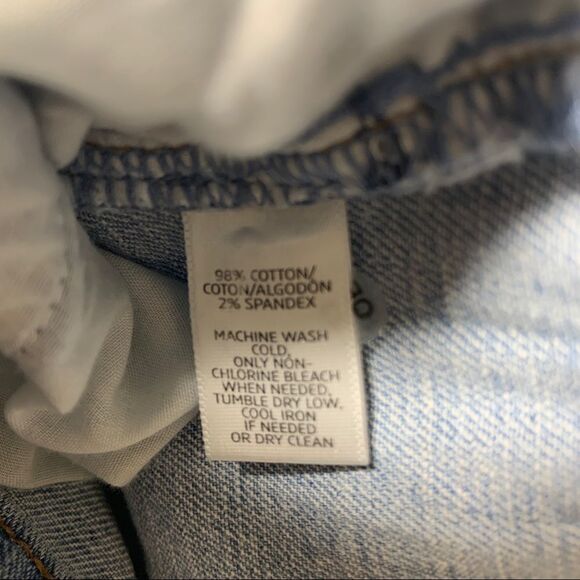 98% COTTON/
COTON/ALGODÓN
2% SPANDEX
MACHINE WASH
COLD,
ONLY NON-
CHLORINE BLEACH
WHEN NEEDED,
TUMBLE DRY LOW,
COOL IRON
IF NEEDED
OR DRY CLEAN